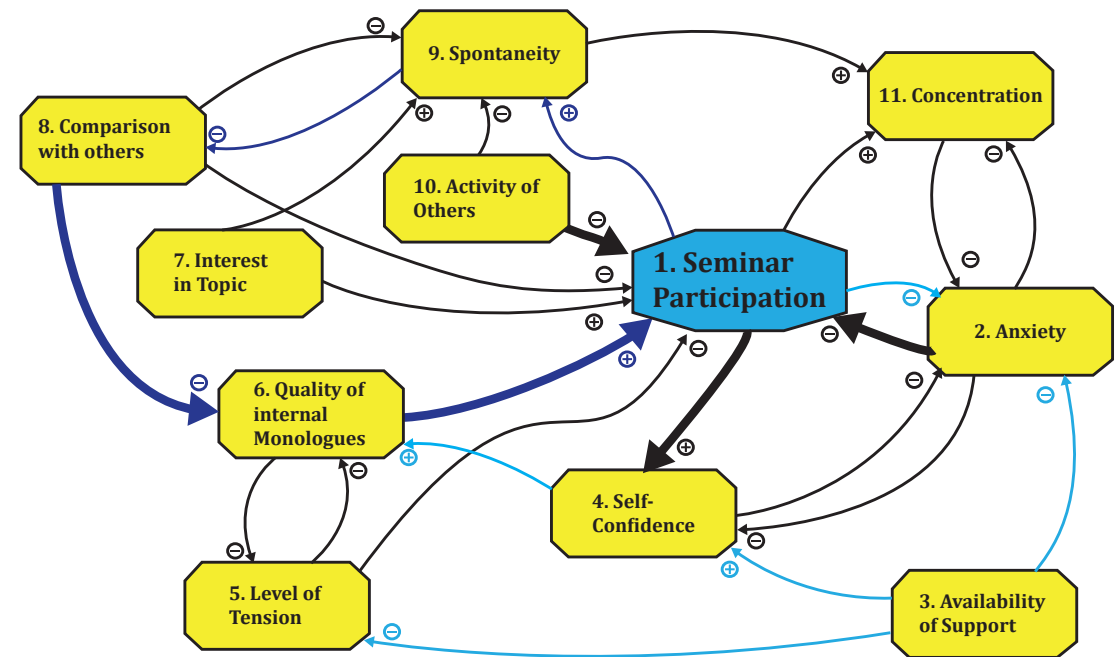 9. Spontaneity
11. Concentration
8. Comparison
with others
10. Activity of
Others
7. Interest
in Topic
1. Seminar
Participation
2. Anxiety
6. Quality of
internal
Monologues
4. Self-
Confidence
5. Level of
Tension
3. Availability
of Support